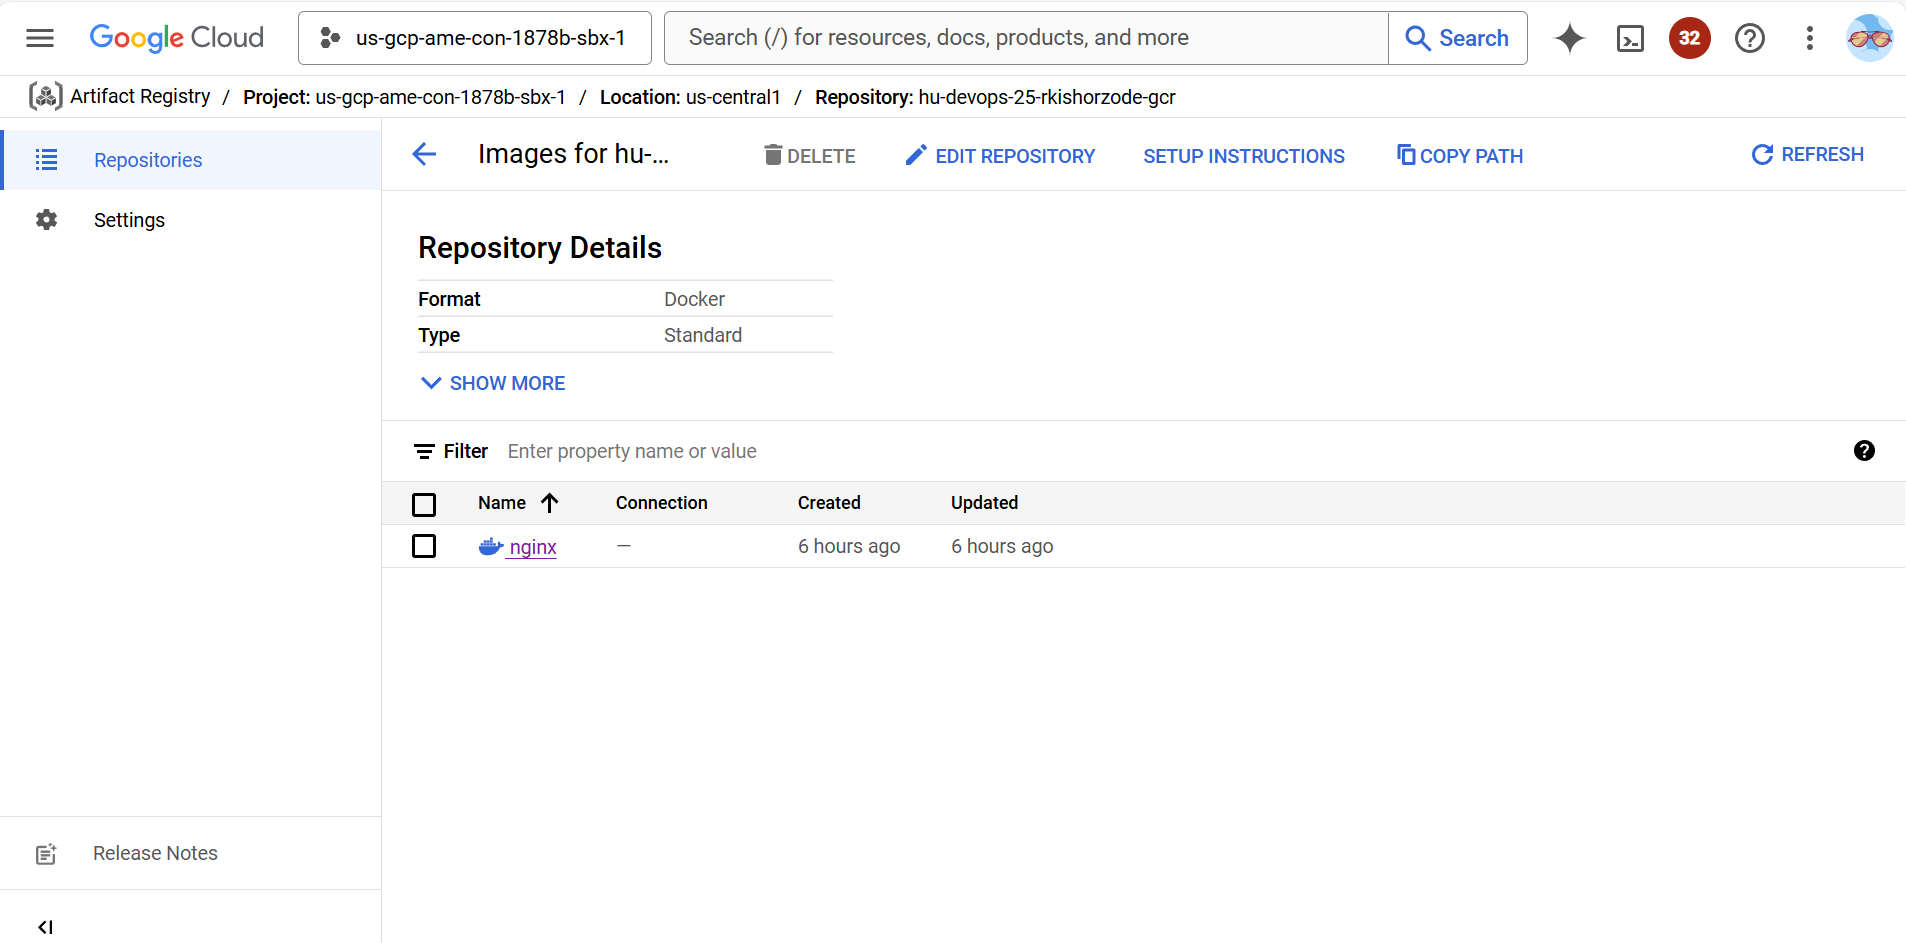 Google Cloud
us-gcp-ame-con-1878b-sbx-1
Search (/) for resources, docs, products, and more
Search
32
Artifact Registry / Project: us-gcp-ame-con-1878b-sbx-1 / Location: us-central1 / Repository: hu-devops-25-rkishorzode-gcr
Repositories
Settings
Release Notes
Images for hu-...
DELETE
EDIT REPOSITORY
SETUP INSTRUCTIONS
COPY PATH
REFRESH
Repository Details
Format Docker
Type Standard
SHOW MORE
Filter Enter property name or value
Name Connection Created Updated
nginx — 6 hours ago 6 hours ago